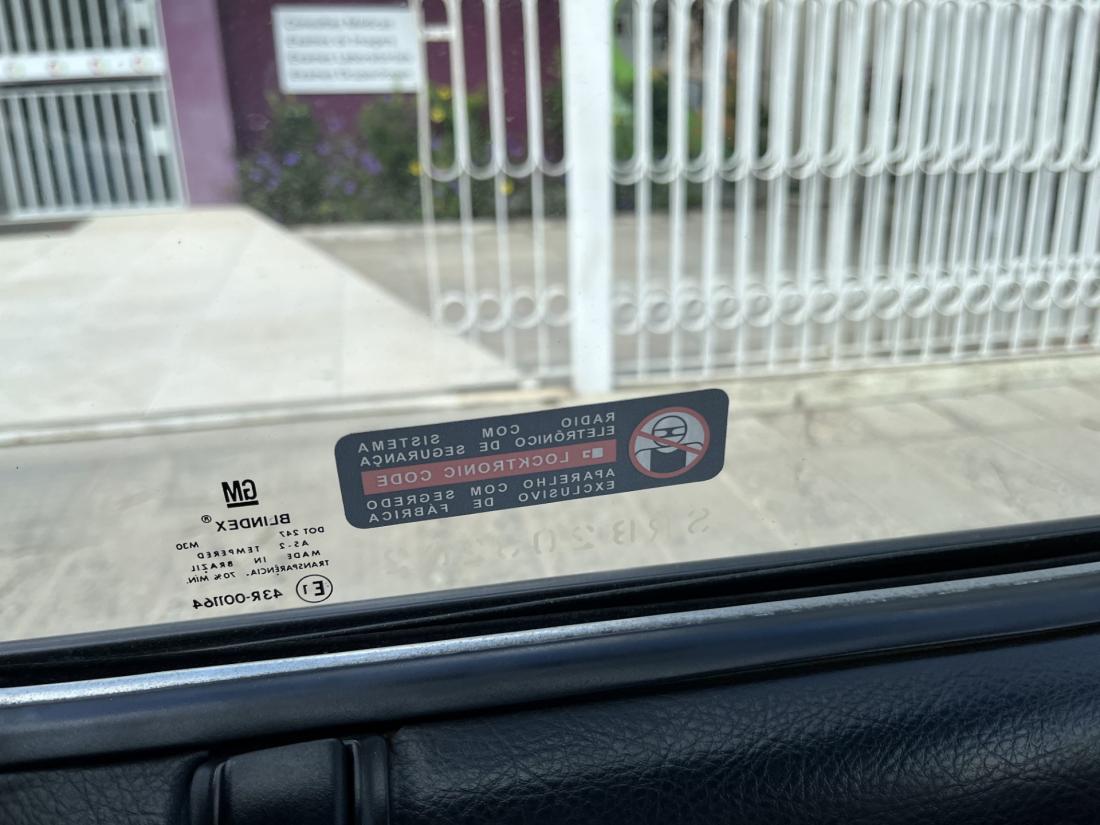 RADIO COM SISTEMA
ELETRÔNICO DE SEGURANÇA
LOCKTRONIC CODE
APARELHO COM SEGREDO
EXCLUSIVO DE FÁBRICA
GM
BLINDEX ®
DOT 247 M30
AS-2 TEMPERED
MADE IN BRAZIL
TRANSPARÊNCIA. 70% MÍN.
E1 43R-001164